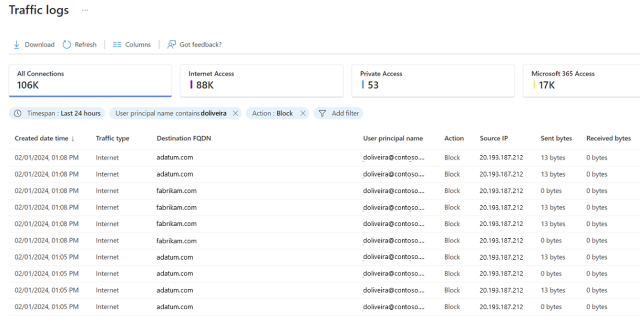 Traffic logs ...
Download Refresh Columns Got feedback?
All Connections Internet Access Private Access Microsoft 365 Access
106K 88K 53 17K
Timespan : Last 24 hours User principal name contains doliveira Action : Block Add filter
Created date time ↓ Traffic type Destination FQDN User principal name Action Source IP Sent bytes Received bytes
02/01/2024, 01:08 PM Internet adatum.com doliveira@contoso.... Block 20.193.187.212 13 bytes 0 bytes
02/01/2024, 01:08 PM Internet adatum.com doliveira@contoso.... Block 20.193.187.212 13 bytes 0 bytes
02/01/2024, 01:08 PM Internet fabrikam.com doliveira@contoso.... Block 20.193.187.212 0 bytes 0 bytes
02/01/2024, 01:08 PM Internet fabrikam.com doliveira@contoso.... Block 20.193.187.212 13 bytes 0 bytes
02/01/2024, 01:08 PM Internet fabrikam.com doliveira@contoso.... Block 20.193.187.212 13 bytes 0 bytes
02/01/2024, 01:08 PM Internet fabrikam.com doliveira@contoso.... Block 20.193.187.212 0 bytes 0 bytes
02/01/2024, 01:05 PM Internet adatum.com doliveira@contoso.... Block 20.193.187.212 13 bytes 0 bytes
02/01/2024, 01:05 PM Internet adatum.com doliveira@contoso.... Block 20.193.187.212 0 bytes 0 bytes
02/01/2024, 01:05 PM Internet adatum.com doliveira@contoso.... Block 20.193.187.212 13 bytes 0 bytes
02/01/2024, 01:05 PM Internet adatum.com doliveira@contoso.... Block 20.193.187.212 0 bytes 0 bytes